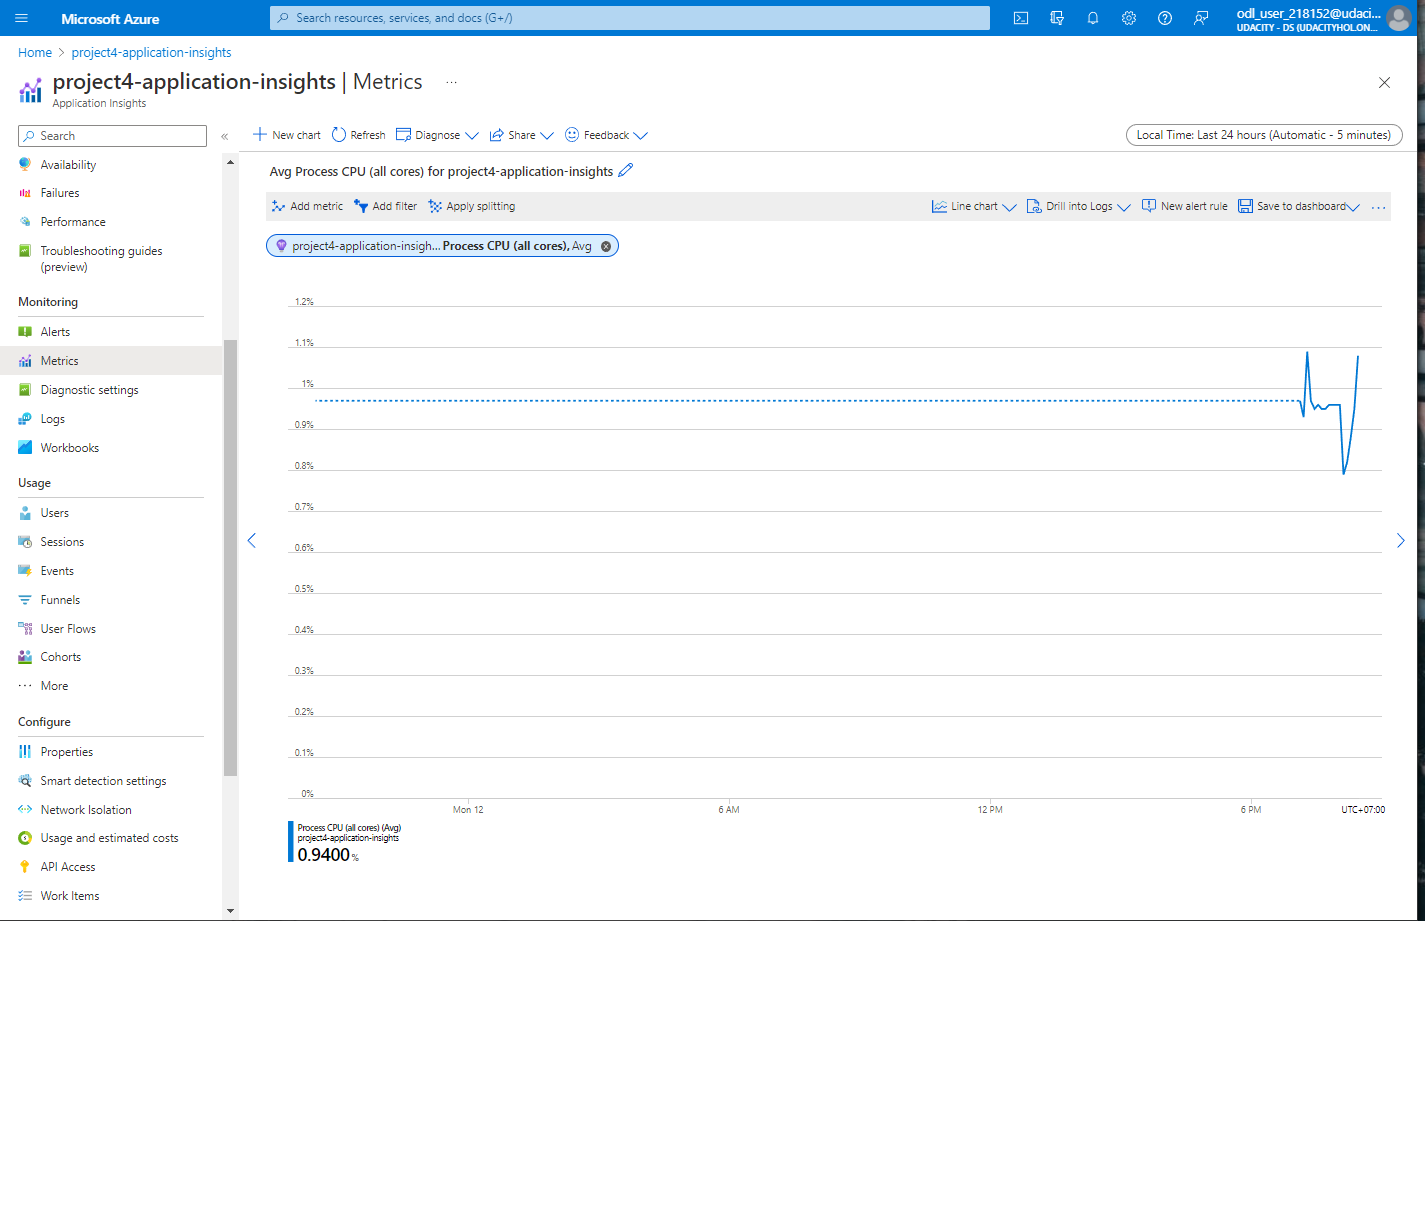 Microsoft Azure
Search resources, services, and docs (G+/)
odl_user_218152@udaci...
UDACITY - DS (UDACITYHOL.ON...
Home > project4-application-insights
project4-application-insights | Metrics ...
Application Insights
Search
«
New chart
Refresh
Diagnose
Share
Feedback
Local Time: Last 24 hours (Automatic - 5 minutes)
Availability
Failures
Performance
Troubleshooting guides
(preview)
Monitoring
Alerts
Metrics
Diagnostic settings
Logs
Workbooks
Usage
Users
Sessions
Events
Funnels
User Flows
Cohorts
More
Configure
Properties
Smart detection settings
Network Isolation
Usage and estimated costs
API Access
Work Items
Avg Process CPU (all cores) for project4-application-insights
Add metric
Add filter
Apply splitting
Line chart
Drill into Logs
New alert rule
Save to dashboard
...
project4-application-insigh... Process CPU (all cores), Avg
1.2%
1.1%
1%
0.9%
0.8%
0.7%
0.6%
0.5%
0.4%
0.3%
0.2%
0.1%
0%
Mon 12
6 AM
12 PM
6 PM
UTC+07:00
Process CPU (all cores) (Avg)
project4-application-insights
0.9400 %